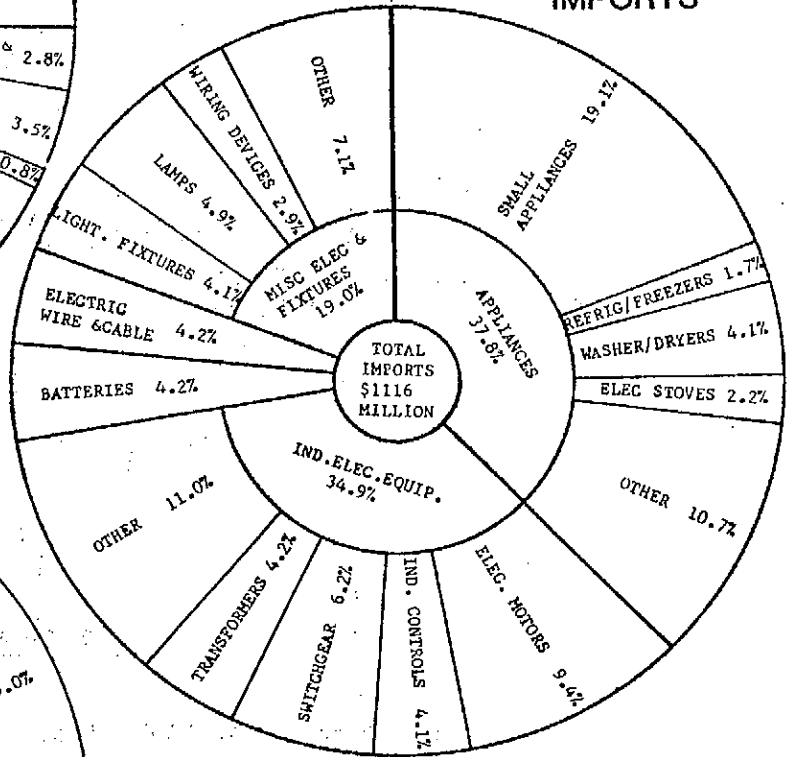 IMPORTS
& 2.8%
3.5%
0.8%
.0%
TOTAL
IMPORTS
$1116
MILLION
APPLIANCES
37.8%
SMALL
APPLIANCES 19.1%
REFRIG/FREEZERS 1.7%
WASHER/DRYERS 4.1%
ELEC STOVES 2.2%
OTHER 10.7%
IND.ELEC.EQUIP.
34.9%
ELEC. MOTORS 9.4%
IND. CONTROLS 4.1%
SWITCHGEAR 6.2%
TRANSFORMERS 4.2%
OTHER 11.0%
BATTERIES 4.2%
ELECTRIC
WIRE &CABLE 4.2%
MISC ELEC &
FIXTURES
19.0%
LIGHT. FIXTURES 4.1%
LAMPS 4.9%
WIRING DEVICES 2.9%
OTHER 7.1%